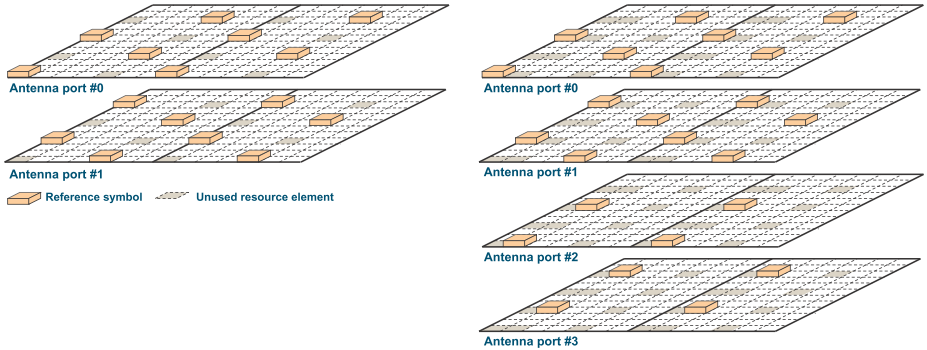 Antenna port #0
Antenna port #1
Reference symbol
Unused resource element
Antenna port #0
Antenna port #1
Antenna port #2
Antenna port #3